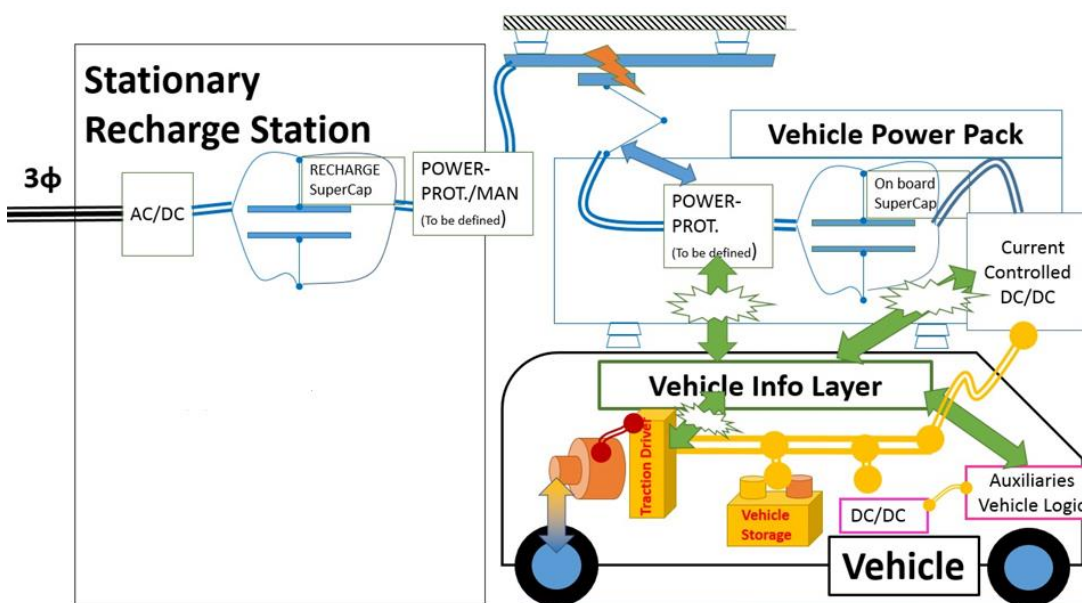 Stationary
Recharge Station
3ф
AC/DC
RECHARGE
SuperCap
POWER-
PROT./MAN
(To be defined)
Vehicle Power Pack
POWER-
PROT.
(To be defined)
On board
SuperCap
Current
Controlled
DC/DC
Vehicle Info Layer
Traction Driver
Vehicle
Storage
DC/DC
Auxiliaries
Vehicle Logic
Vehicle